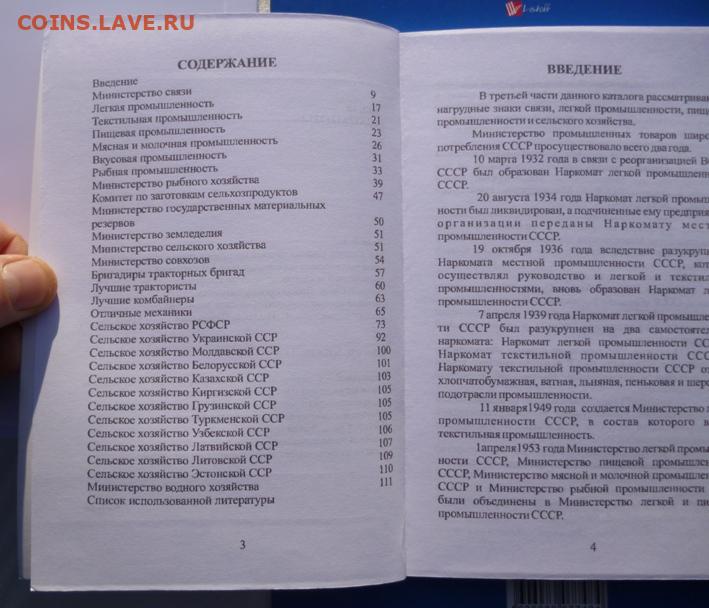 COINS.LAVE.RU
СОДЕРЖАНИЕ
Введение
Министерство связи 9
Легкая промышленность 17
Текстильная промышленность 21
Пищевая промышленность 23
Мясная и молочная промышленность 26
Вкусовая промышленность 31
Рыбная промышленность 33
Министерство рыбного хозяйства 39
Комитет по заготовкам сельхозпродуктов 47
Министерство государственных материальных
резервов 50
Министерство земледелия 51
Министерство сельского хозяйства 51
Министерство совхозов 54
Бригадиры тракторных бригад 57
Лучшие трактористы 60
Лучшие комбайнеры 63
Отличные механики 65
Сельское хозяйство РСФСР 73
Сельское хозяйство Украинской ССР 92
Сельское хозяйство Молдавской ССР 100
Сельское хозяйство Белорусской ССР 101
Сельское хозяйство Казахской ССР 103
Сельское хозяйство Киргизской ССР 105
Сельское хозяйство Грузинской ССР 105
Сельское хозяйство Туркменской ССР 105
Сельское хозяйство Узбекской ССР 106
Сельское хозяйство Латвийской ССР 107
Сельское хозяйство Литовской ССР 109
Сельское хозяйство Эстонской ССР 110
Министерство водного хозяйства 111
Список использованной литературы
3
ВВЕДЕНИЕ
В третьей части данного каталога рассматриван
нагрудные знаки связи, легкой промышленности, пищ
промышленности и сельского хозяйства.
Министерство промышленных товаров широ
потребления СССР просуществовало всего два года.
10 марта 1932 года в связи с реорганизацией В
СССР был образован Наркомат легкой промышленн
СССР.
20 августа 1934 года Наркомат легкой промыш
ности был ликвидирован, а подчиненные ему предприя
организации переданы Наркомату мест
промышленности СССР.
19 октября 1936 года вследствие разукруп
Наркомата местной промышленности СССР, кот
осуществлял руководство и легкой и текстил
промышленностями, вновь образован Наркомат л
промышленности СССР.
7 апреля 1939 года Наркомат легкой промышле
ти СССР был разукрупнен на два самостоятел
наркомата: Наркомат легкой промышленности СС
Наркомат текстильной промышленности ССС
Наркомату текстильной промышленности СССР о
хлопчатобумажная, ватная, льняная, пеньковая и шер
подотрасли промышленности.
11 января1949 года создается Министерство
промышленности СССР, в состав которого в
текстильная промышленность.
1апреля1953 года Министерство легкой промы
ности СССР, Министерство пищевой промышлен
СССР, Министерство мясной и молочной промышлен
СССР и Министерство рыбной промышленности
были объединены в Министерство легкой и пи
промышленности СССР.
4